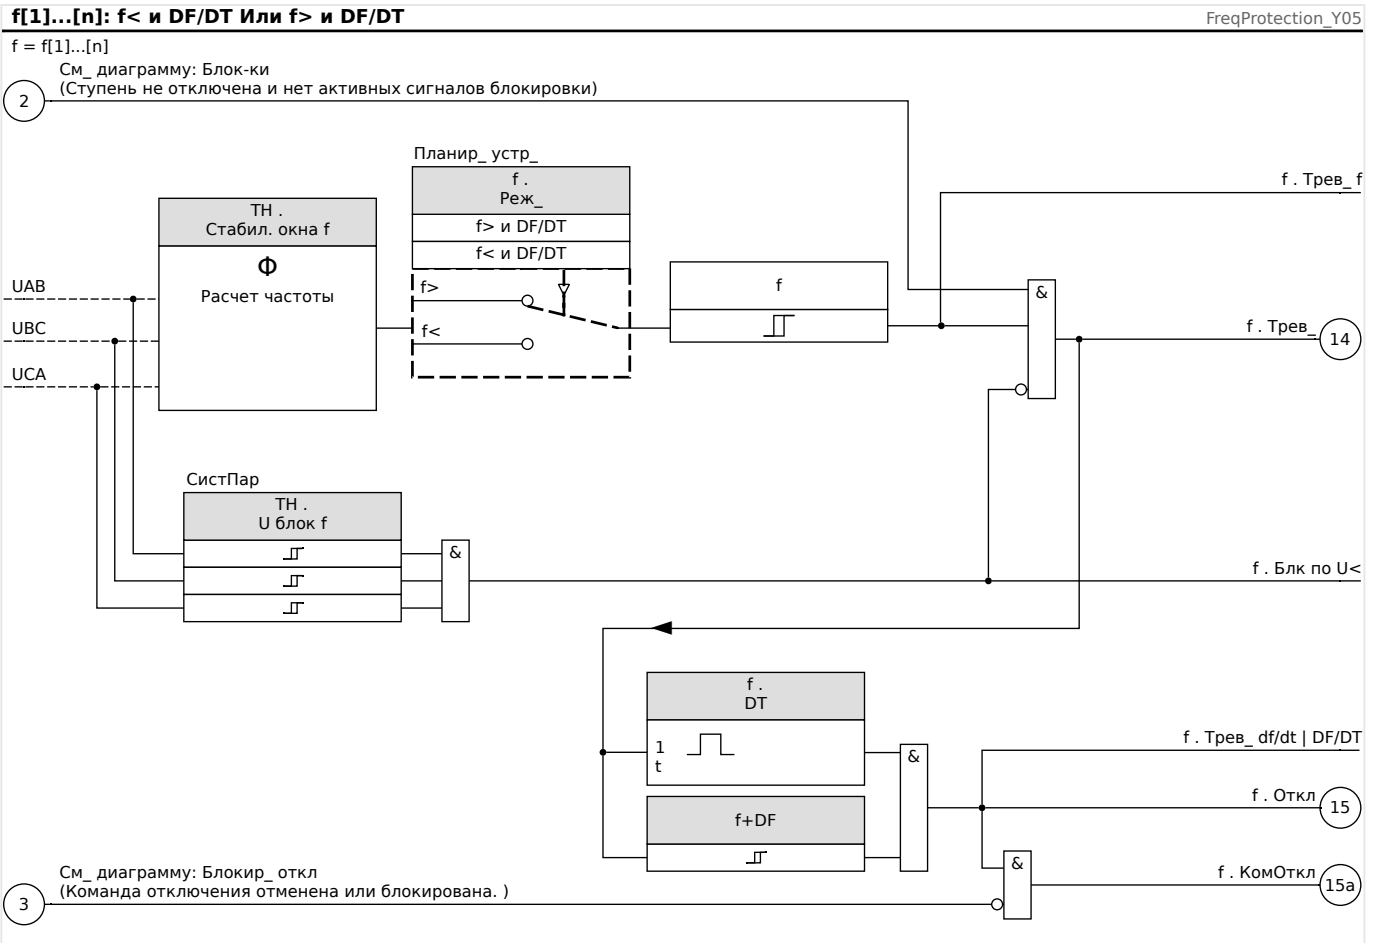 f[1]...[n]: f< и DF/DT Или f> и DF/DT
FreqProtection_Y05
f = f[1]...[n]
См_ диаграмму: Блок-ки
(Ступень не отключена и нет активных сигналов блокировки)
2
Планир_ устр_
f .
Реж_
f> и DF/DT
f< и DF/DT
f . Трев_ f
ТН .
Стабил. окна f
Ф
Расчет частоты
UAB
UBC
UCA
f>
f<
f
&
f . Трев_
14
СистПар
ТН .
U блок f
&
f . Блк по U<
f .
DT
1
t
&
f+DF
f . Трев_ df/dt | DF/DT
f . Откл
15
&
f . КомОткл
15a
См_ диаграмму: Блокир_ откл
(Команда отключения отменена или блокирована. )
3